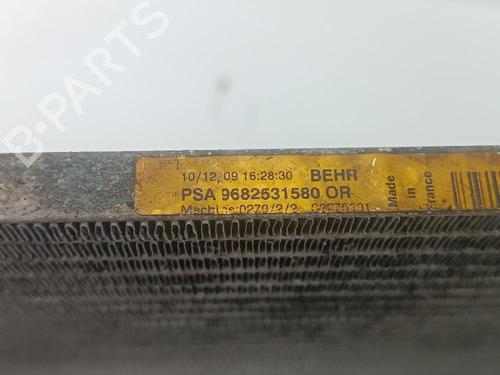 10/12,09 16:28:30 BEHR
PSA 9682531580 OR
Made
in
France
B-PARTS